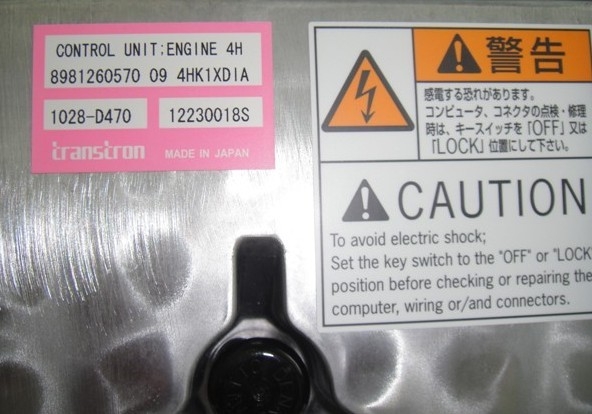 CONTROL UNIT:ENGINE 4H
8981260570 09 4HK1XDIA
1028-D470 12230018S
transtron MADE IN JAPAN
警告
感電する恐れがあります。
コンピュータ、コネクタの点検・修理
時は、キースイッチを「OFF」又は
「LOCK」位置にして下さい。
CAUTION
To avoid electric shock;
Set the key switch to the "OFF" or "LOCK
position before checking or repairing the
computer, wiring or/and connectors.